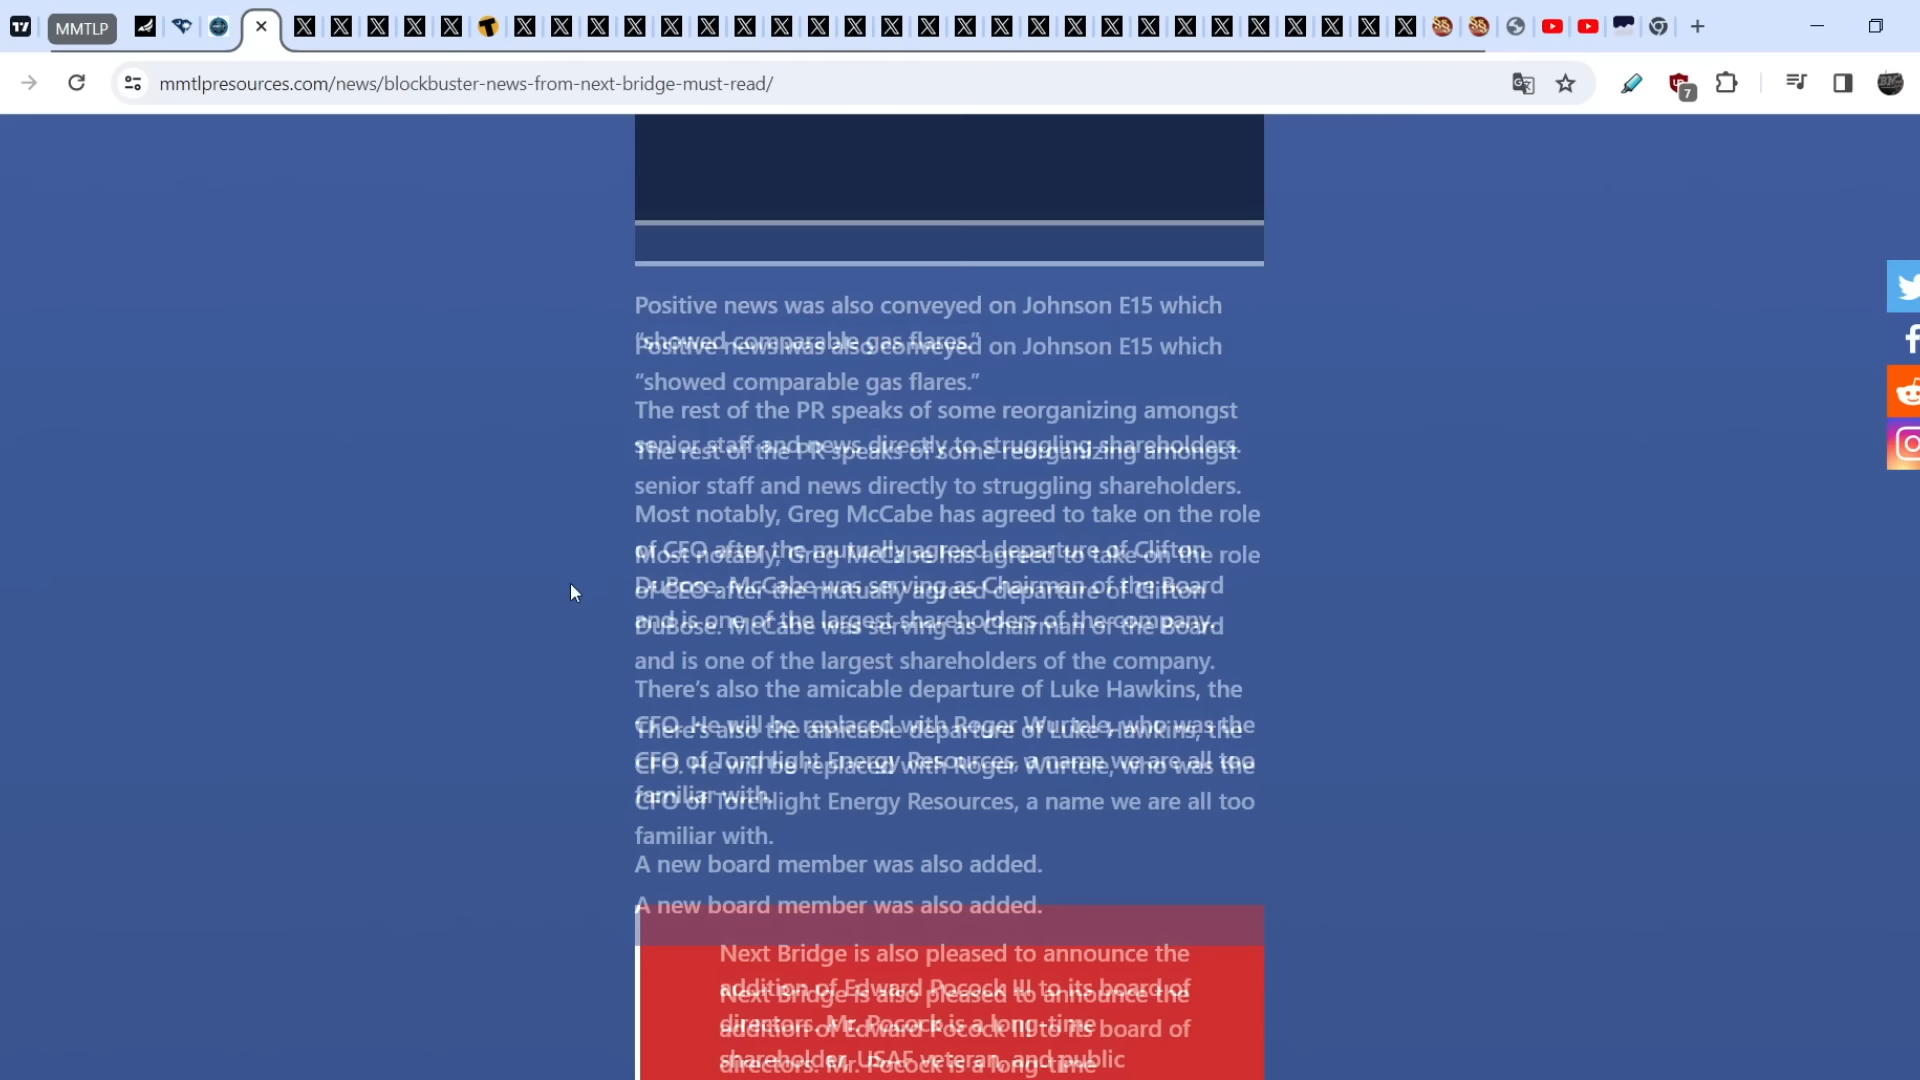 MMTLP
mmtlpresources.com/news/blockbuster-news-from-next-bridge-must-read/
7
Positive news was also conveyed on Johnson E15 which
“showed comparable gas flares.”
The rest of the PR speaks of some reorganizing amongst
senior staff and news directly to struggling shareholders.
Most notably, Greg McCabe has agreed to take on the role
of CEO after the mutually agreed departure of Clifton
DuBose. McCabe was serving as Chairman of the Board
and is one of the largest shareholders of the company.
There’s also the amicable departure of Luke Hawkins, the
CFO. He will be replaced with Roger Wurtele, who was the
CFO of Torchlight Energy Resources, a name we are all too
familiar with.
A new board member was also added.
Next Bridge is also pleased to announce the
addition of Edward Pocock III to its board of
directors. Mr. Pocock is a long-time
shareholder, USAF veteran, and public